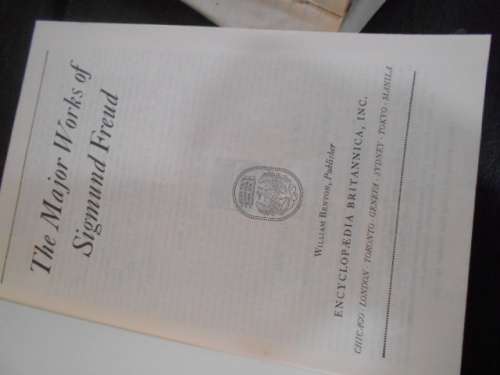 The Major Works of
Sigmund Freud
WILLIAM BENTON, Publisher
ENCYCLOPÆDIA BRITANNICA, INC.
CHICAGO · LONDON · TORONTO · GENEVA · SYDNEY · TOKYO · MANILA